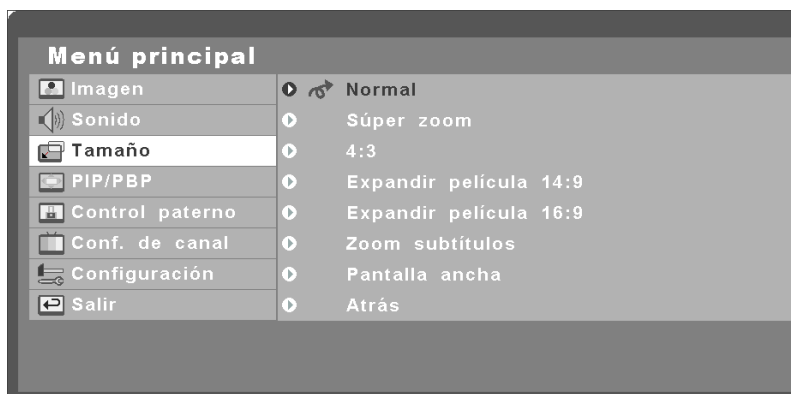 Menú principal
Imagen
Sonido
Tamaño
PIP/PBP
Control paterno
Conf. de canal
Configuración
Salir
Normal
Súper zoom
4:3
Expandir película 14:9
Expandir película 16:9
Zoom subtítulos
Pantalla ancha
Atrás